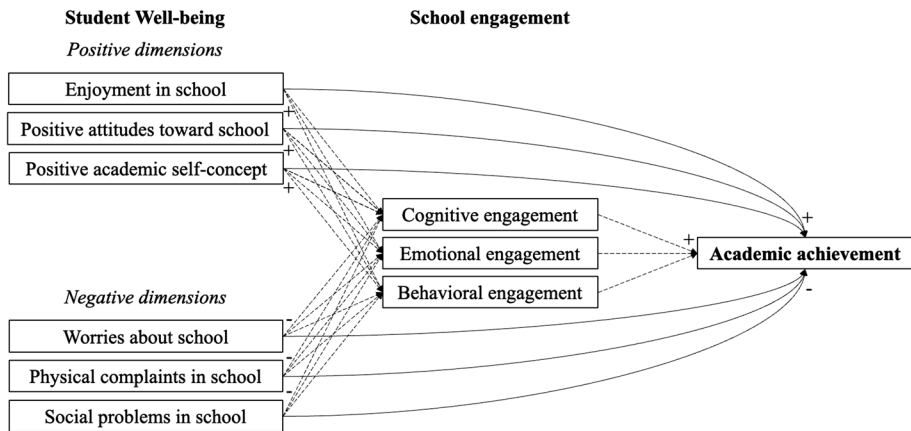 Student Well-being
School engagement
Positive dimensions
Enjoyment in school
+
Positive attitudes toward school
+
Positive academic self-concept
+
Cognitive engagement
+
+
Emotional engagement
Academic achievement
Behavioral engagement
-
Negative dimensions
-
Worries about school
-
Physical complaints in school
-
Social problems in school